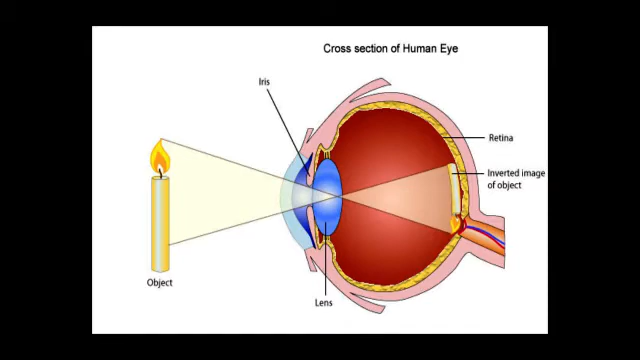 Cross section of Human Eye
Iris
Retina
Inverted image
of object
Object
Lens